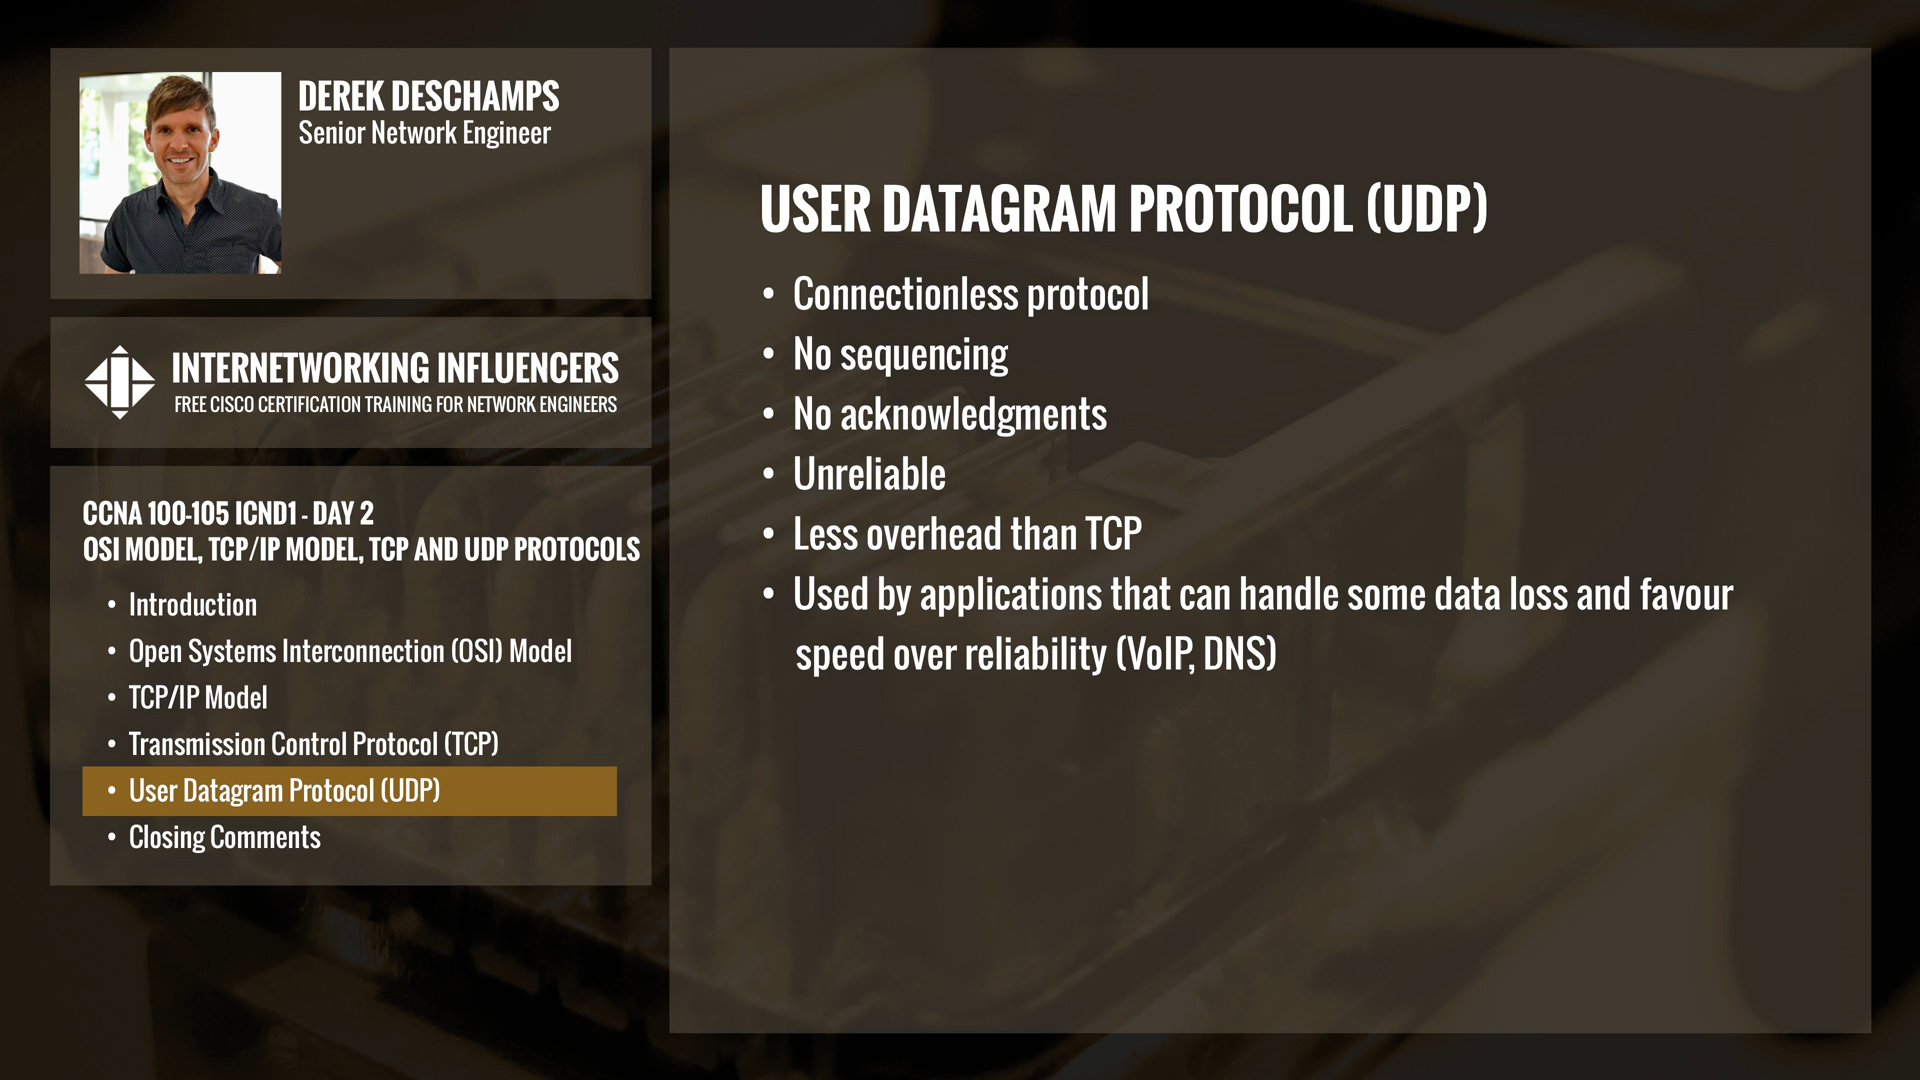 DEREK DESCHAMPS
Senior Network Engineer
INTERNETWORKING INFLUENCERS
FREE CISCO CERTIFICATION TRAINING FOR NETWORK ENGINEERS
CCNA 100-105 ICND1 - DAY 2
OSI MODEL, TCP/IP MODEL, TCP AND UDP PROTOCOLS
• Introduction
• Open Systems Interconnection (OSI) Model
• TCP/IP Model
• Transmission Control Protocol (TCP)
• User Datagram Protocol (UDP)
• Closing Comments
USER DATAGRAM PROTOCOL (UDP)
• Connectionless protocol
• No sequencing
• No acknowledgments
• Unreliable
• Less overhead than TCP
• Used by applications that can handle some data loss and favour
speed over reliability (VoIP, DNS)